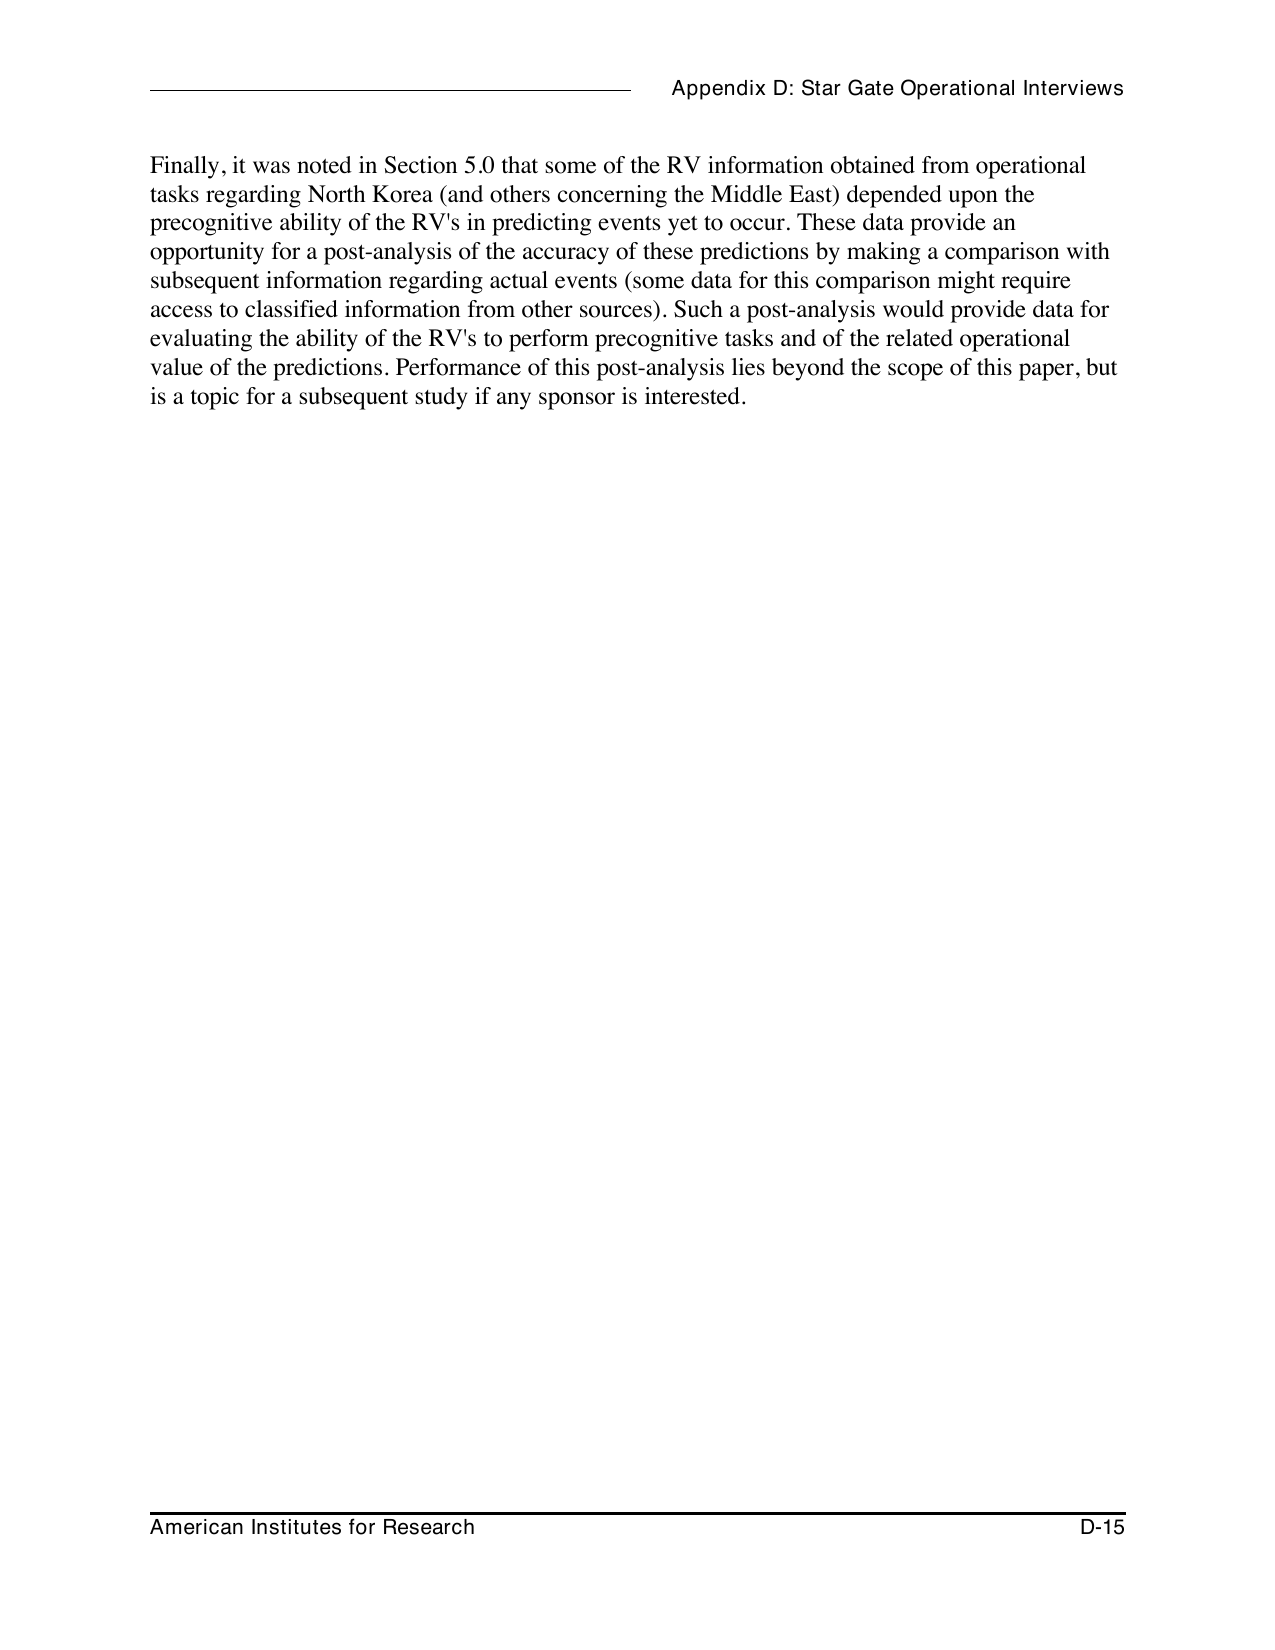 Appendix D: Star Gate Operational Interviews
Finally, it was noted in Section 5.0 that some of the RV information obtained from operational
tasks regarding North Korea (and others concerning the Middle East) depended upon the
precognitive ability of the RV's in predicting events yet to occur. These data provide an
opportunity for a post-analysis of the accuracy of these predictions by making a comparison with
subsequent information regarding actual events (some data for this comparison might require
access to classified information from other sources). Such a post-analysis would provide data for
evaluating the ability of the RV's to perform precognitive tasks and of the related operational
value of the predictions. Performance of this post-analysis lies beyond the scope of this paper, but
is a topic for a subsequent study if any sponsor is interested.
American Institutes for Research D-15